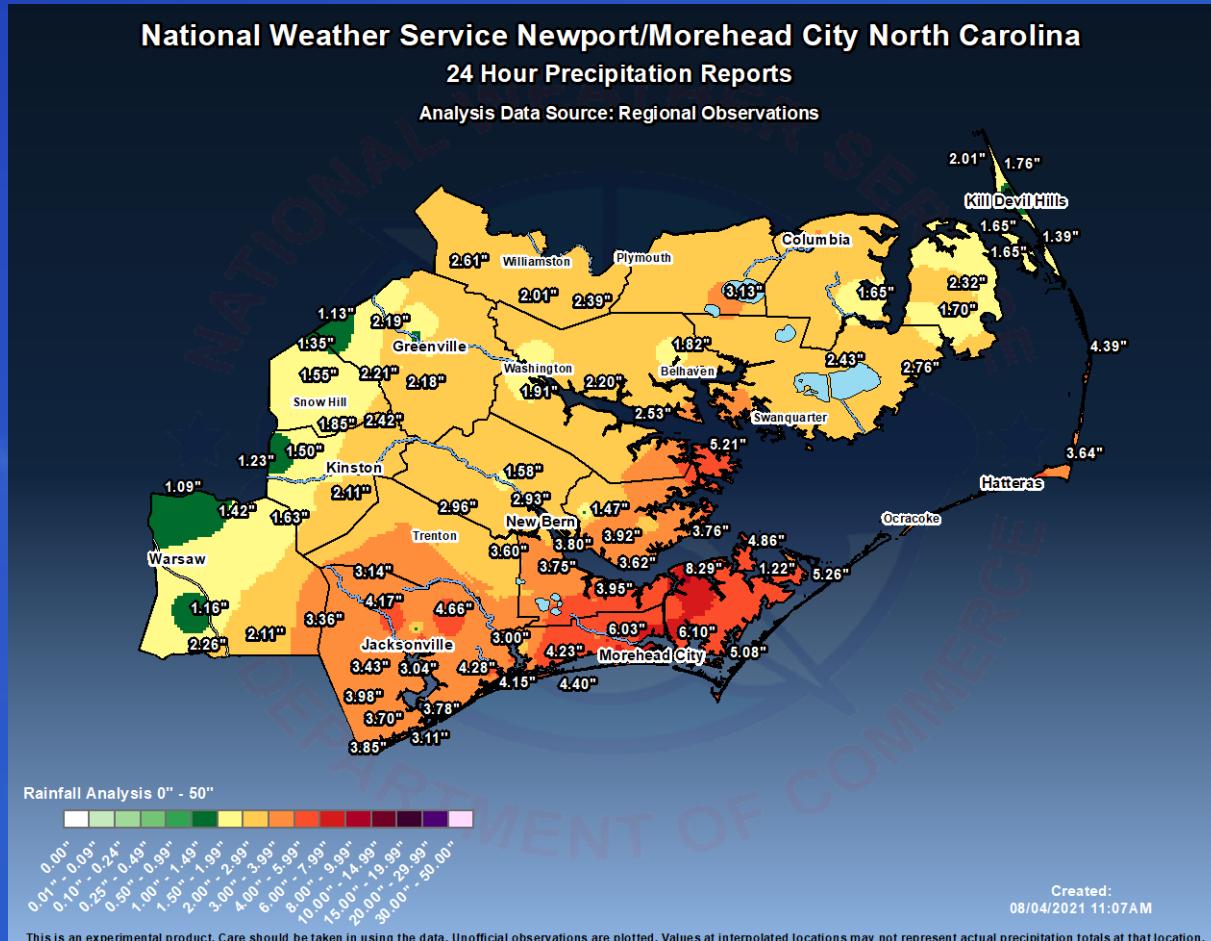 National Weather Service Newport/Morehead City North Carolina
24 Hour Precipitation Reports
Analysis Data Source: Regional Observations
NATIONAL WEATHER SERVICE
DEPARTMENT OF COMMERCE
2.01" 1.76"
Kill Devil Hills
1.65" 1.39"
1.65"
Columbia
2.61" Williamston Plymouth
2.01" 2.39" 3.13" 1.65" 2.32"
1.70"
1.13" 2.19"
1.35" Greenville 1.82" 4.39"
2.43" 2.76"
1.55" 2.21" 2.18" Washington Belhaven
1.91" 2.20"
Snow Hill
1.85" 2.42" 2.53" Swanquarter
1.23" 1.50" 5.21" 3.64"
Kinston 1.58" Hatteras
1.09" 2.11" 2.93"
1.42" 1.63" 2.96" 1.47"
New Bern Ocracoke
Trenton 3.92" 3.76"
3.60" 3.80" 4.86"
Warsaw 3.75" 3.62" 8.29" 1.22" 5.26"
3.14" 3.95"
1.16" 4.17" 4.66"
3.36" 6.03" 6.10"
2.26" 2.11" Jacksonville 3.00"
4.23" Morehead City 5.08"
3.43" 3.04" 4.28"
4.15" 4.40"
3.98"
3.70" 3.78"
3.85" 3.11"
Rainfall Analysis 0" - 50"
0.00"
0.01" - 0.09"
0.10" - 0.24"
0.25" - 0.49"
0.50" - 0.99"
1.00" - 1.49"
1.50" - 1.99"
2.00" - 2.99"
3.00" - 3.99"
4.00" - 5.99"
6.00" - 7.99"
8.00" - 9.99"
10.00" - 14.99"
15.00" - 19.99"
20.00" - 29.99"
30.00" - 50.00"
Created:
08/04/2021 11:07AM
This is an experimental product. Care should be taken in using the data. Unofficial observations are plotted. Values at interpolated locations may not represent actual precipitation totals at that location.